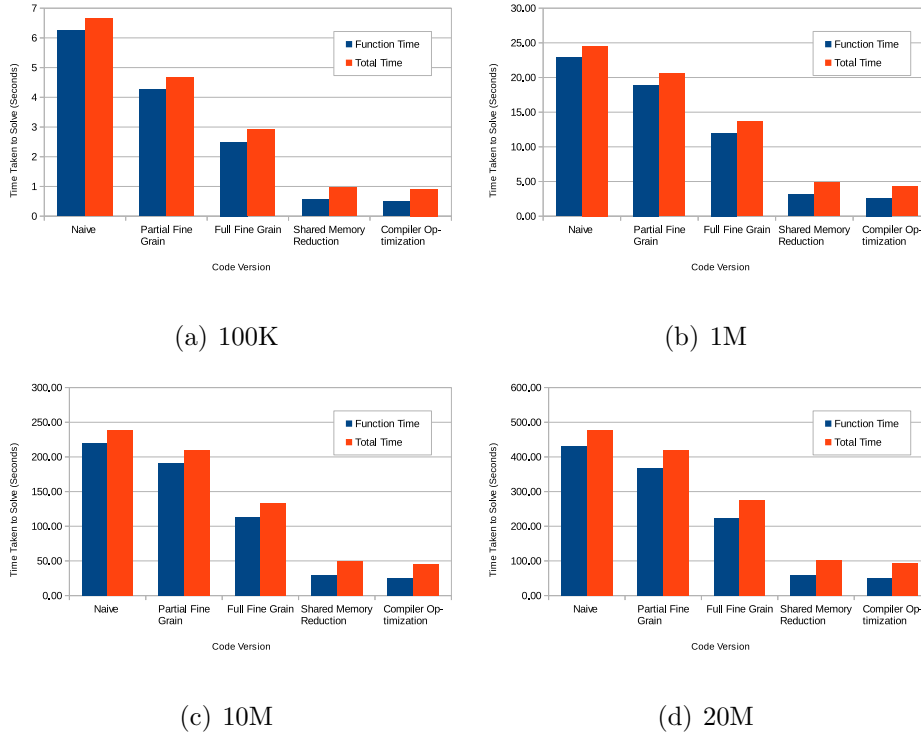 7
6
5
4
3
2
1
0
Time Taken to Solve (Seconds)
Function Time
Total Time
Naive
Partial Fine
Grain
Full Fine Grain
Shared Memory
Reduction
Compiler Op-
timization
Code Version
(a) 100K
30.00
25.00
20.00
15.00
10.00
5.00
0.00
Time Taken to Solve (Seconds)
Function Time
Total Time
Naive
Partial Fine
Grain
Full Fine Grain
Shared Memory
Reduction
Compiler Op-
timization
Code Version
(b) 1M
300.00
250.00
200.00
150.00
100.00
50.00
0.00
Time Taken to Solve (Seconds)
Function Time
Total Time
Naive
Partial Fine
Grain
Full Fine Grain
Shared Memory
Reduction
Compiler Op-
timization
Code Version
(c) 10M
600.00
500.00
400.00
300.00
200.00
100.00
0.00
Time Taken to Solve (Seconds)
Function Time
Total Time
Naive
Partial Fine
Grain
Full Fine Grain
Shared Memory
Reduction
Compiler Op-
timization
Code Version
(d) 20M